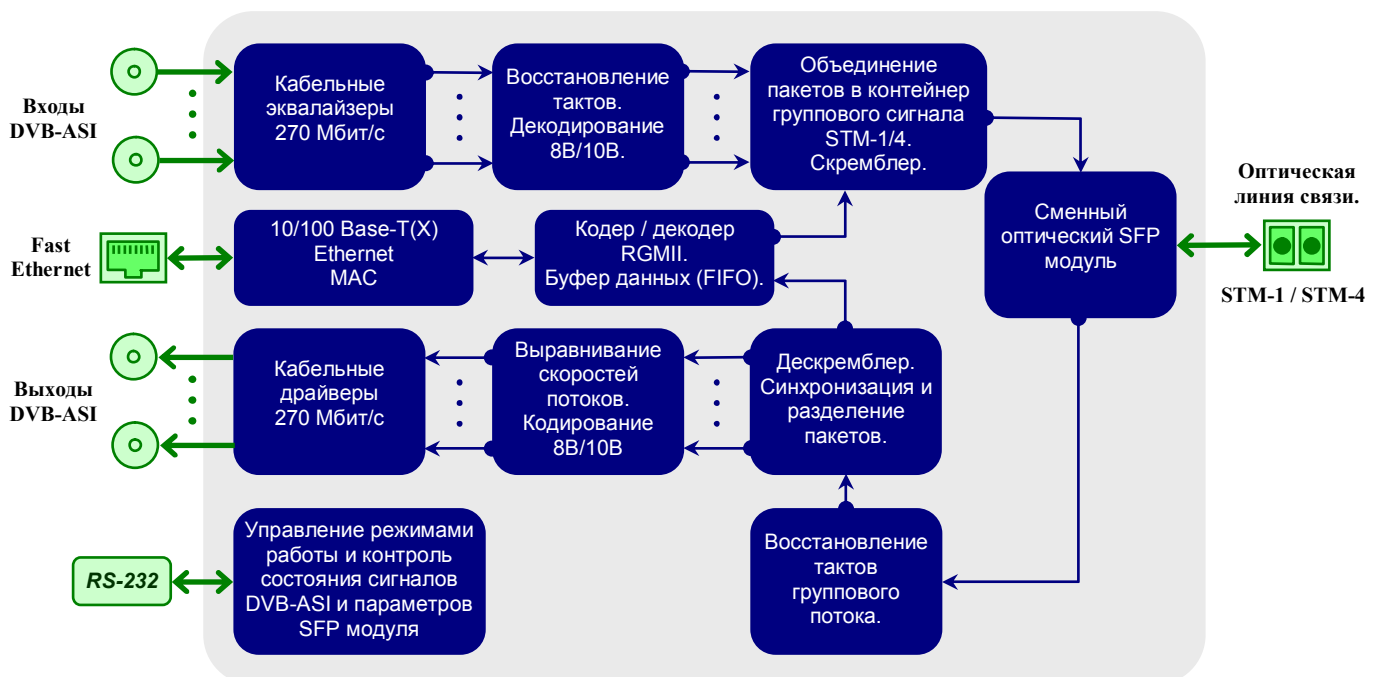 Входы
DVB-ASI
Кабельные
эквалайзеры
270 Мбит/с
Восстановление
тактов.
Декодирование
8B/10B.
Объединение
пакетов в контейнер
группового сигнала
STM-1/4.
Скремблер.
Fast
Ethernet
10/100 Base-T(X)
Ethernet
MAC
Кодер / декодер
RGMII.
Буфер данных (FIFO).
Сменный
оптический SFP
модуль
Оптическая
линия связи.
STM-1 / STM-4
Выходы
DVB-ASI
Кабельные
драйверы
270 Мбит/с
Выравнивание
скоростей
потоков.
Кодирование
8B/10B
Дескремблер.
Синхронизация и
разделение
пакетов.
RS-232
Управление режимами
работы и контроль
состояния сигналов
DVB-ASI и параметров
SFP модуля
Восстановление
тактов
группового
потока.